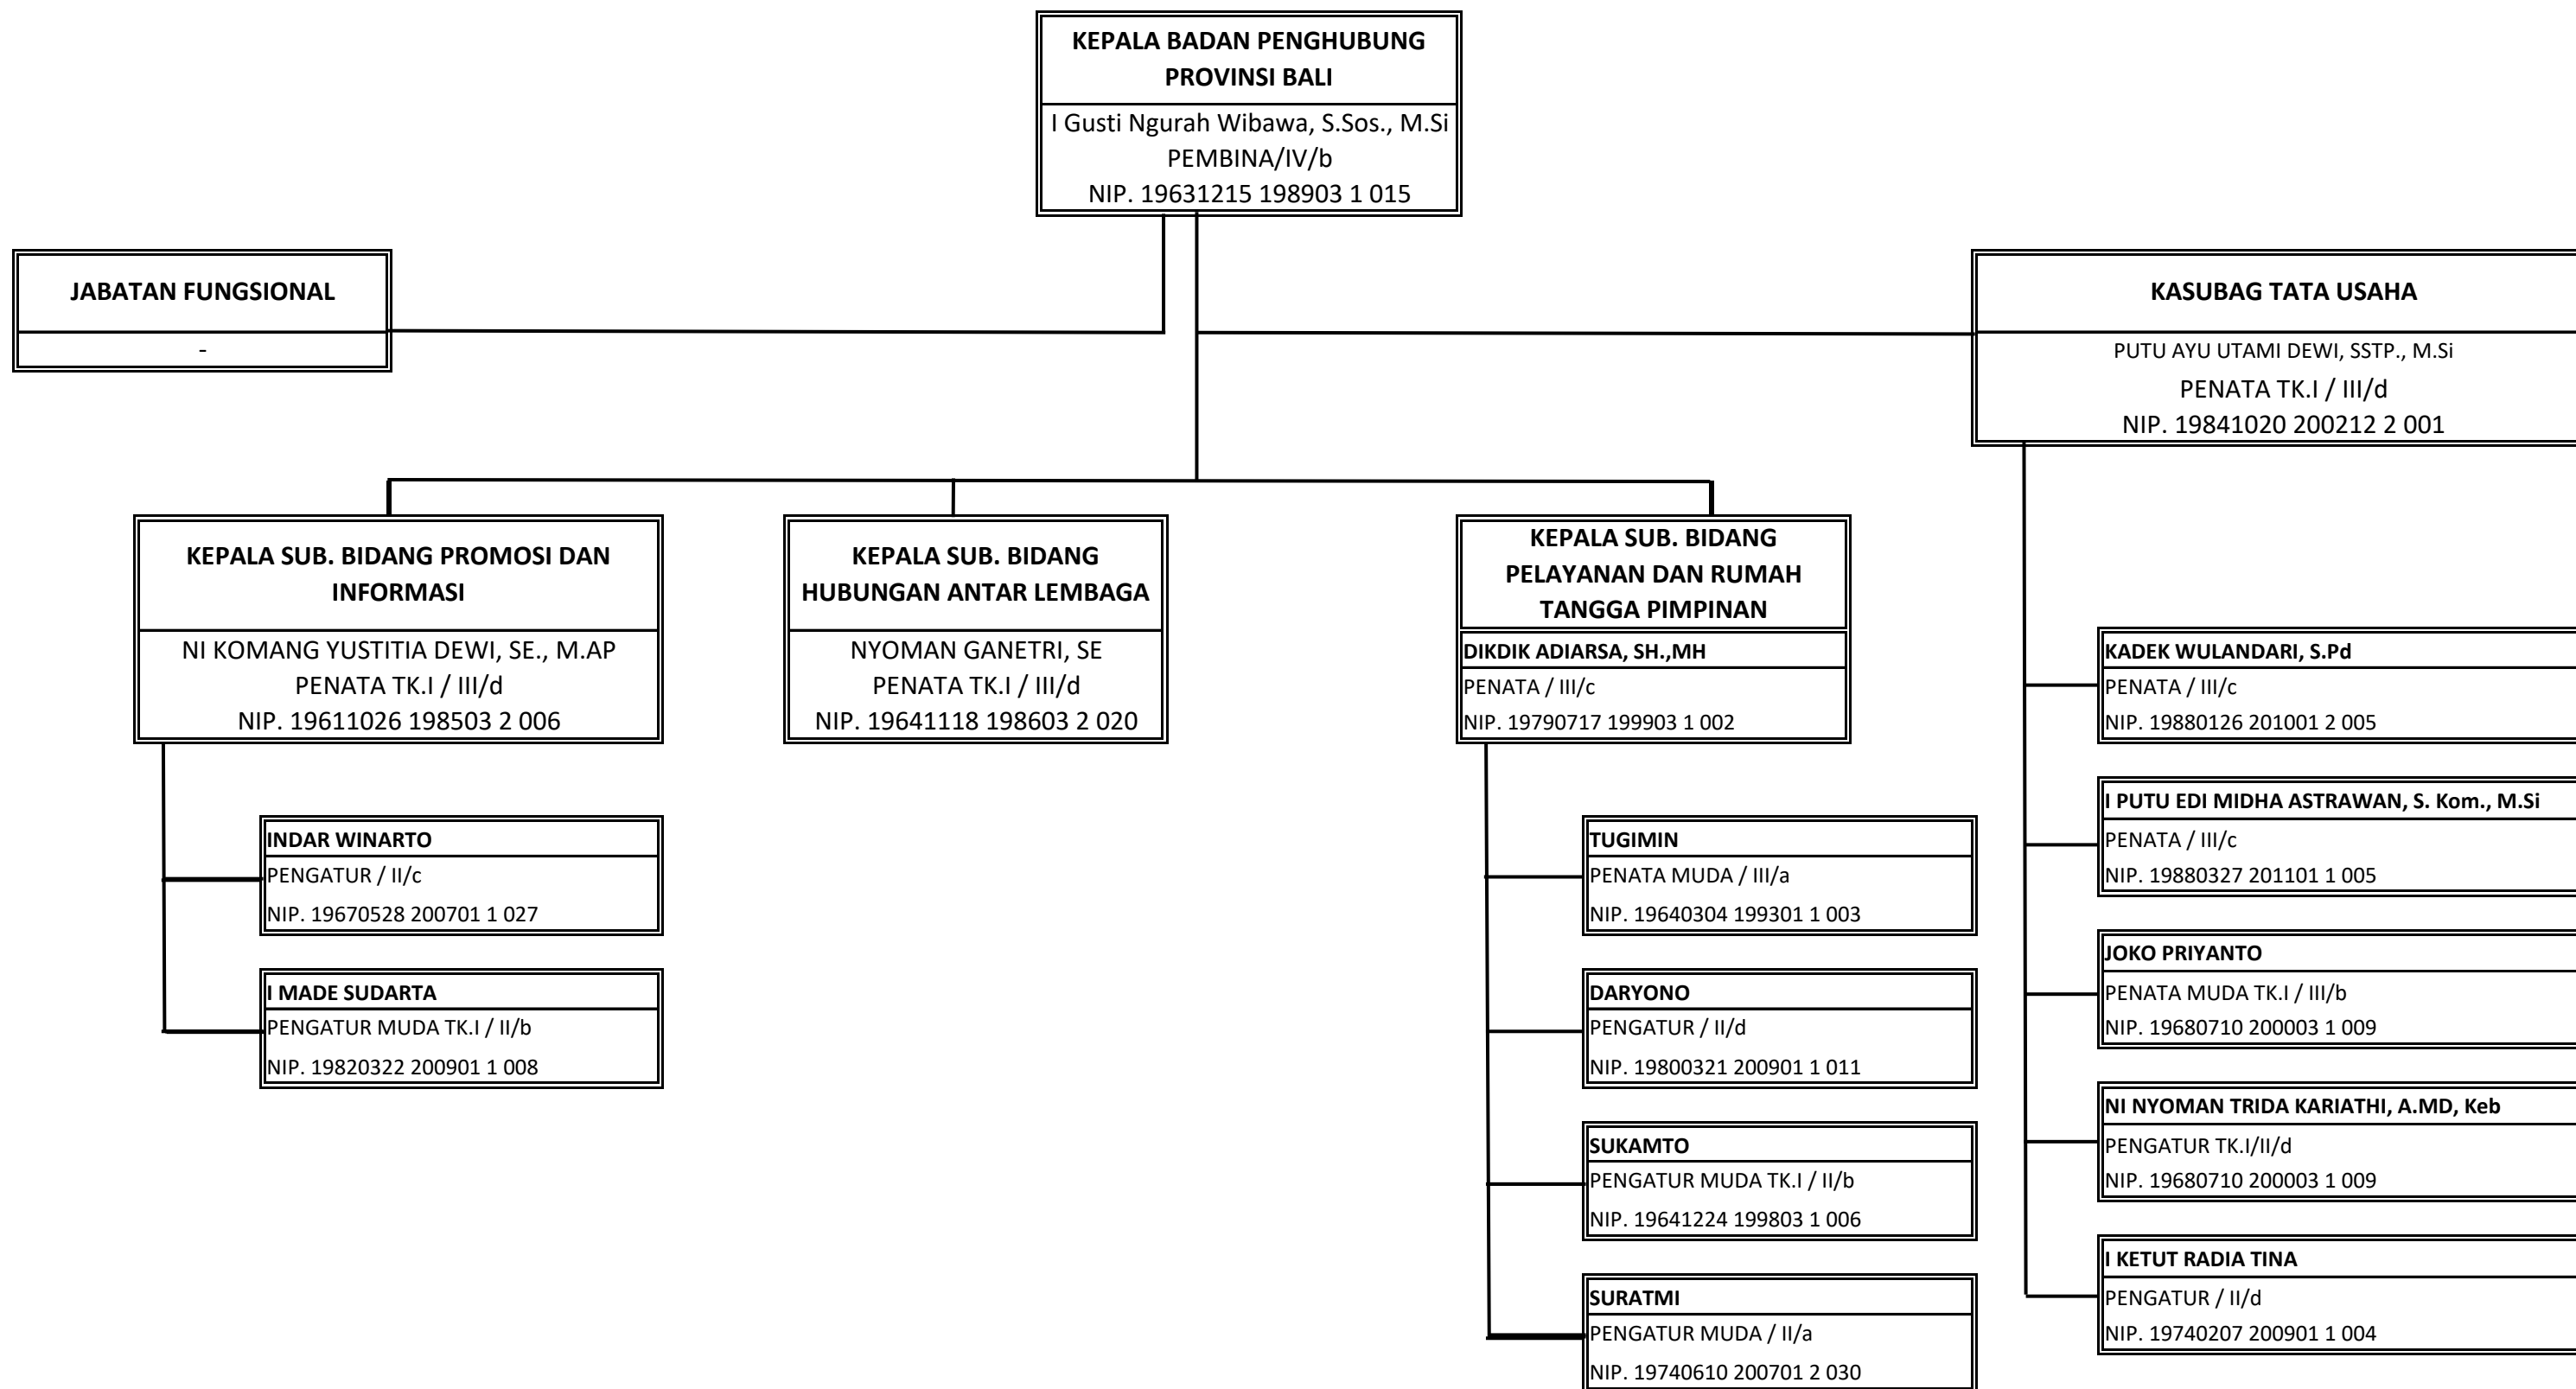 KEPALA BADAN PENGHUBUNG
PROVINSI BALI
I Gusti Ngurah Wibawa, S.Sos., M.Si
PEMBINA/IV/b
NIP. 19631215 198903 1 015
JABATAN FUNGSIONAL
-
KASUBAG TATA USAHA
PUTU AYU UTAMI DEWI, SSTP., M.Si
PENATA TK.I / III/d
NIP. 19841020 200212 2 001
KEPALA SUB. BIDANG PROMOSI DAN
INFORMASI
NI KOMANG YUSTITIA DEWI, SE., M.AP
PENATA TK.I / III/d
NIP. 19611026 198503 2 006
KEPALA SUB. BIDANG
HUBUNGAN ANTAR LEMBAGA
NYOMAN GANETRI, SE
PENATA TK.I / III/d
NIP. 19641118 198603 2 020
KEPALA SUB. BIDANG
PELAYANAN DAN RUMAH
TANGGA PIMPINAN
DIKDIK ADIARSA, SH.,MH
PENATA / III/c
NIP. 19790717 199903 1 002
INDAR WINARTO
PENGATUR / II/c
NIP. 19670528 200701 1 027
I MADE SUDARTA
PENGATUR MUDA TK.I / II/b
NIP. 19820322 200901 1 008
TUGIMIN
PENATA MUDA / III/a
NIP. 19640304 199301 1 003
DARYONO
PENGATUR / II/d
NIP. 19800321 200901 1 011
SUKAMTO
PENGATUR MUDA TK.I / II/b
NIP. 19641224 199803 1 006
SURATMI
PENGATUR MUDA / II/a
NIP. 19740610 200701 2 030
KADEK WULANDARI, S.Pd
PENATA / III/c
NIP. 19880126 201001 2 005
I PUTU EDI MIDHA ASTRAWAN, S. Kom., M.Si
PENATA / III/c
NIP. 19880327 201101 1 005
JOKO PRIYANTO
PENATA MUDA TK.I / III/b
NIP. 19680710 200003 1 009
NI NYOMAN TRIDA KARIATHI, A.MD, Keb
PENGATUR TK.I/II/d
NIP. 19680710 200003 1 009
I KETUT RADIA TINA
PENGATUR / II/d
NIP. 19740207 200901 1 004